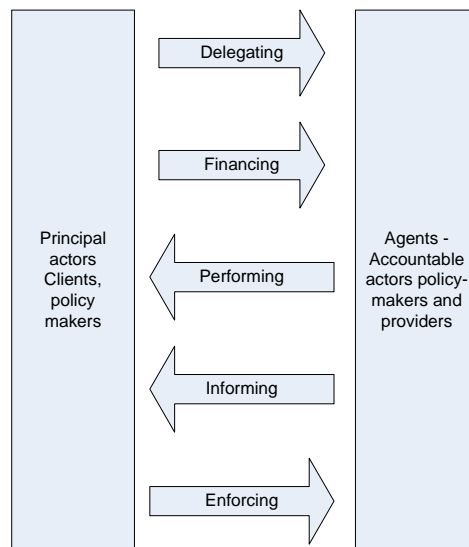 Delegating
Financing
Principal
actors
Clients,
policy
makers
Performing
Agents -
Accountable
actors policy-
makers and
providers
Informing
Enforcing